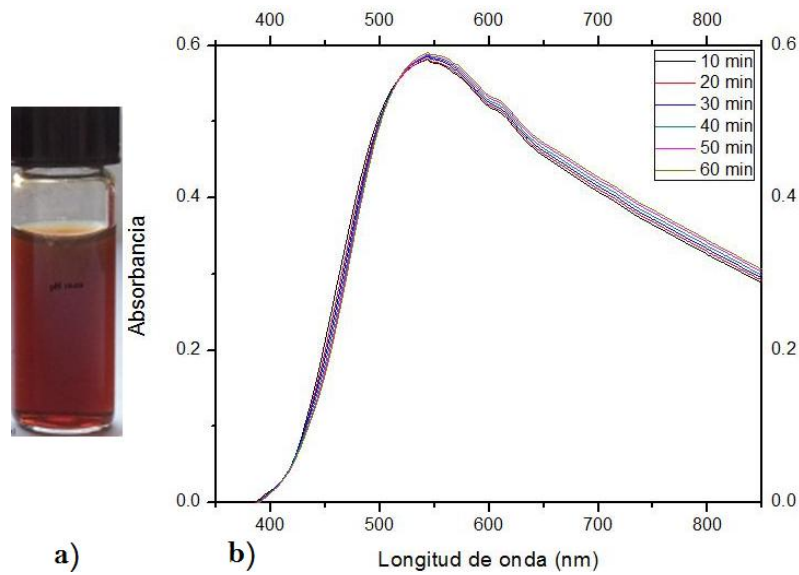 400 500 600 700 800
0.6 0.6
10 min
20 min
30 min
40 min
50 min
60 min
0.4 0.4
Absorbancia
0.2 0.2
0.0 0.0
400 500 600 700 800
a) b) Longitud de onda (nm)